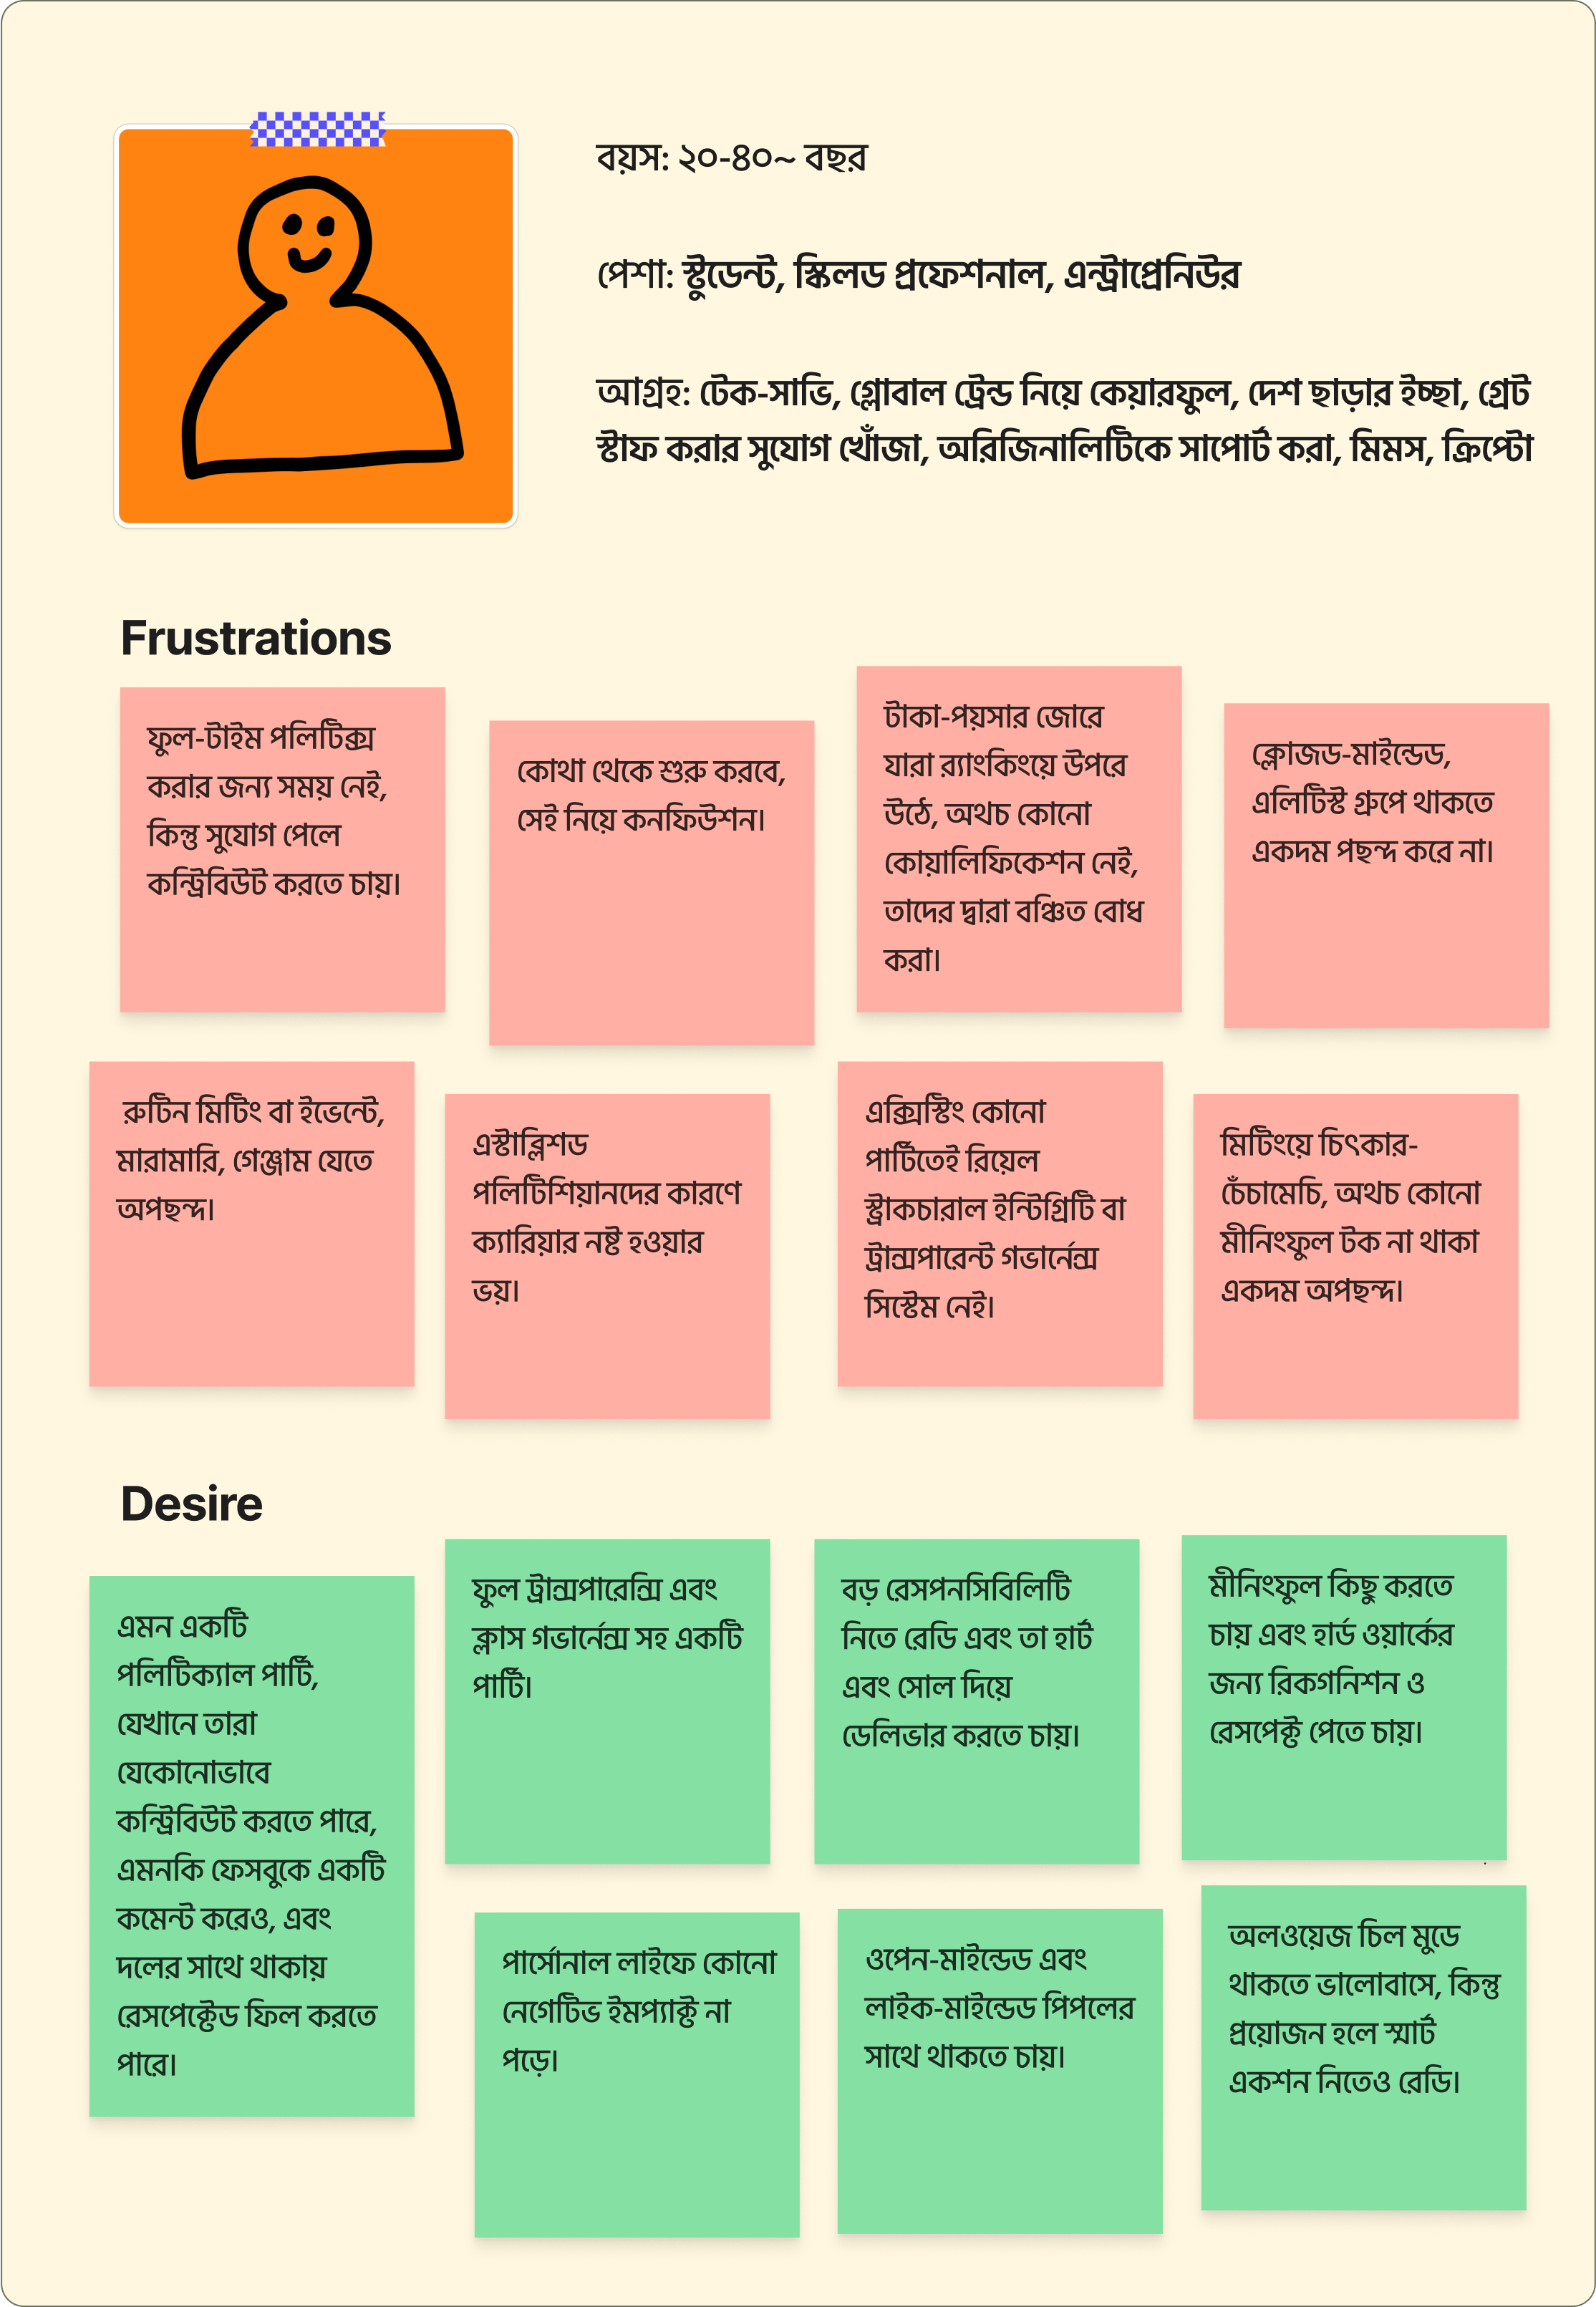 বয়স: ২০-৪০~ বছর
পেশা: স্টুডেন্ট, স্কিলড প্রফেশনাল, এন্ট্রাপ্রেনিউর
আগ্রহ: টেক-সাভি, গ্লোবাল ট্রেন্ড নিয়ে কেয়ারফুল, দেশ ছাড়ার ইচ্ছা, গ্রেট
স্টাফ করার সুযোগ খোঁজা, অরিজিনালিটিকে সাপোর্ট করা, মিমস, ক্রিপ্টো
Frustrations
ফুল-টাইম পলিটিক্স
করার জন্য সময় নেই,
কিন্তু সুযোগ পেলে
কন্ট্রিবিউট করতে চায়।
কোথা থেকে শুরু করবে,
সেই নিয়ে কনফিউশন।
টাকা-পয়সার জোরে
যারা র‍্যাংকিংয়ে উপরে
উঠে, অথচ কোনো
কোয়ালিফিকেশন নেই,
তাদের দ্বারা বঞ্চিত বোধ
করা।
ক্লোজড-মাইন্ডেড,
এলিটিস্ট গ্রুপে থাকতে
একদম পছন্দ করে না।
রুটিন মিটিং বা ইভেন্টে,
মারামারি, গেঞ্জাম যেতে
অপছন্দ।
এস্টাব্লিশড
পলিটিশিয়ানদের কারণে
ক্যারিয়ার নষ্ট হওয়ার
ভয়।
এক্সিস্টিং কোনো
পার্টিতেই রিয়েল
স্ট্রাকচারাল ইন্টিগ্রিটি বা
ট্রান্সপারেন্ট গভার্নেন্স
সিস্টেম নেই।
মিটিংয়ে চিৎকার-
চেঁচামেচি, অথচ কোনো
মীনিংফুল টক না থাকা
একদম অপছন্দ।
Desire
এমন একটি
পলিটিক্যাল পার্টি,
যেখানে তারা
যেকোনোভাবে
কন্ট্রিবিউট করতে পারে,
এমনকি ফেসবুকে একটি
কমেন্ট করেও, এবং
দলের সাথে থাকায়
রেসপেক্টেড ফিল করতে
পারে।
ফুল ট্রান্সপারেন্সি এবং
ক্লাস গভার্নেন্স সহ একটি
পার্টি।
বড় রেসপনসিবিলিটি
নিতে রেডি এবং তা হার্ট
এবং সোল দিয়ে
ডেলিভার করতে চায়।
মীনিংফুল কিছু করতে
চায় এবং হার্ড ওয়ার্কের
জন্য রিকগনিশন ও
রেসপেক্ট পেতে চায়।
পার্সোনাল লাইফে কোনো
নেগেটিভ ইমপ্যাক্ট না
পড়ে।
ওপেন-মাইন্ডেড এবং
লাইক-মাইন্ডেড পিপলের
সাথে থাকতে চায়।
অলওয়েজ চিল মুডে
থাকতে ভালোবাসে, কিন্তু
প্রয়োজন হলে স্মার্ট
একশন নিতেও রেডি।